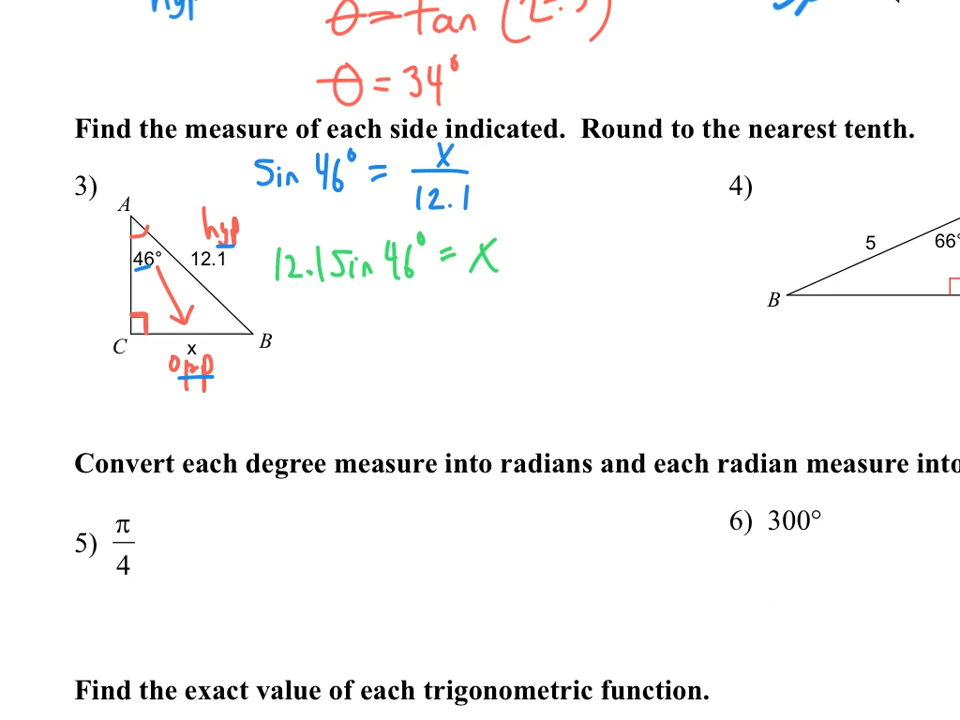 hyp
θ = tan
θ = 34°
Find the measure of each side indicated. Round to the nearest tenth.
3)
sin 46° = x / 12.1
12.1 sin 46° = x
A
hyp
46°
12.1
C
x
B
opp
4)
5
66°
B
Convert each degree measure into radians and each radian measure into
5) π / 4
6) 300°
Find the exact value of each trigonometric function.